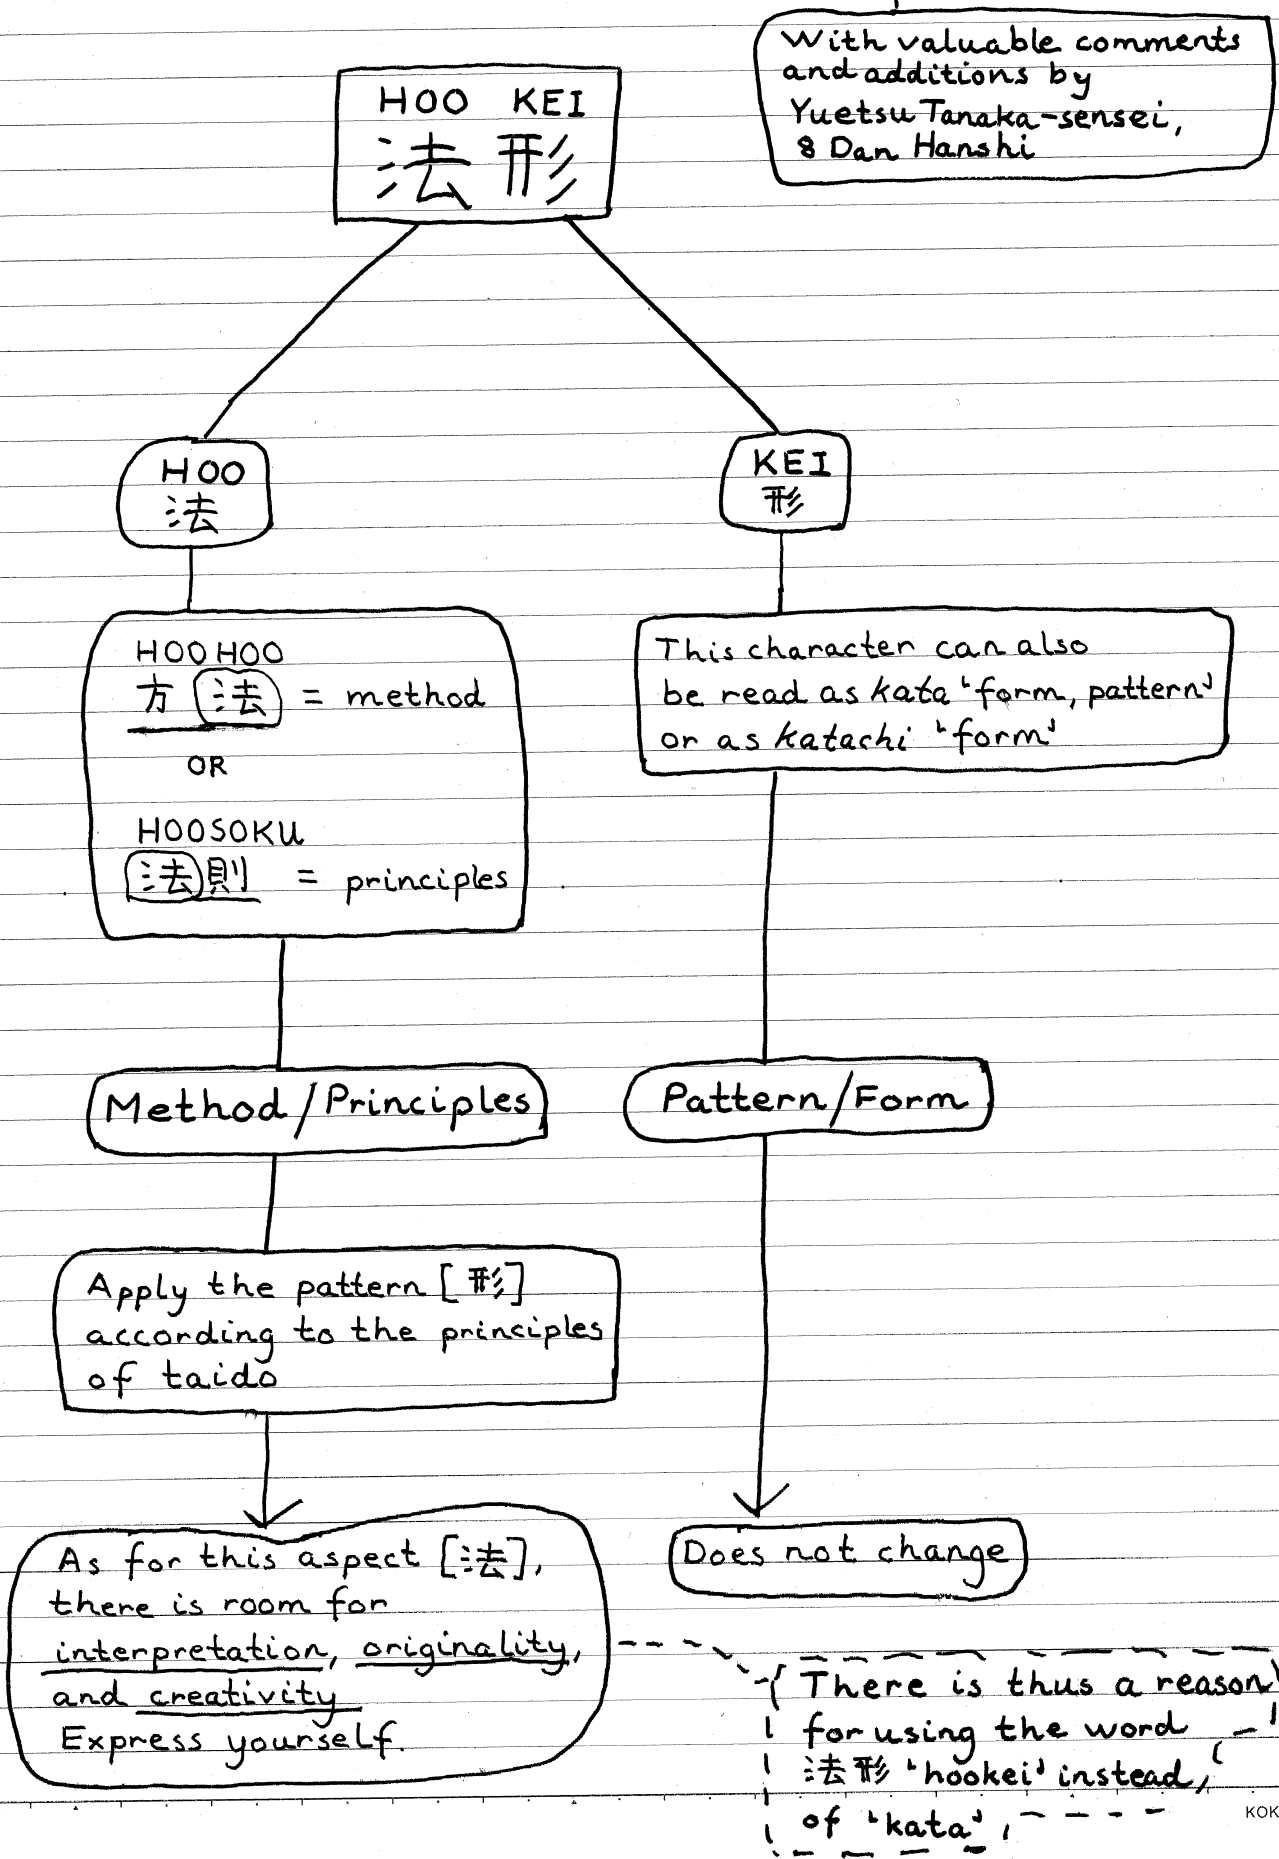 With valuable comments
and additions by
Yuetsu Tanaka-sensei,
8 Dan Hanshi
HOO KEI
法形
HOO
法
KEI
形
HOOHOO
方法 = method
OR
HOOSOKU
法則 = principles
This character can also
be read as kata 'form, pattern'
or as katachi 'form'
Method/Principles
Pattern/Form
Apply the pattern [形]
according to the principles
of taido
As for this aspect [法],
there is room for
interpretation, originality,
and creativity
Express yourself.
Does not change
There is thus a reason
for using the word
法形 'hookei' instead
of 'kata'
KOK